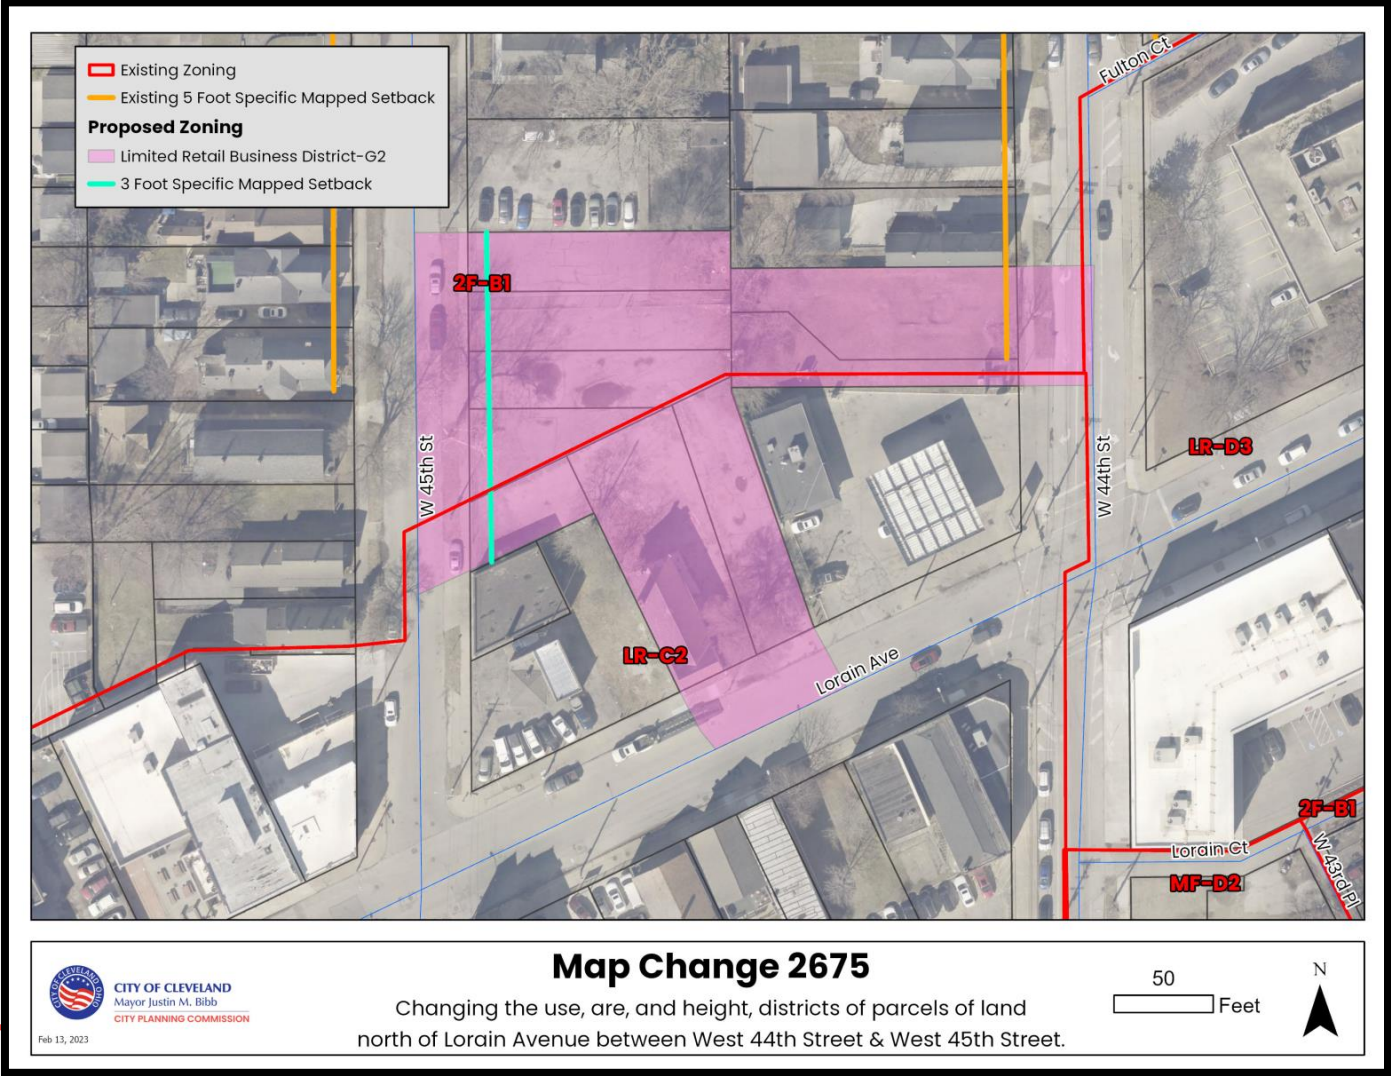 Existing Zoning
Existing 5 Foot Specific Mapped Setback
Proposed Zoning
Limited Retail Business District-G2
3 Foot Specific Mapped Setback
Fulton Ct
2F-B1
W 45th St
W 44th St
LR-D3
LR-C2
Lorain Ave
2F-B1
Lorain Ct
W 43rd Pl
MF-D2
CITY OF CLEVELAND OHIO
CITY OF CLEVELAND
Mayor Justin M. Bibb
CITY PLANNING COMMISSION
Feb 13, 2023
Map Change 2675
Changing the use, are, and height, districts of parcels of land
north of Lorain Avenue between West 44th Street & West 45th Street.
50
Feet
N